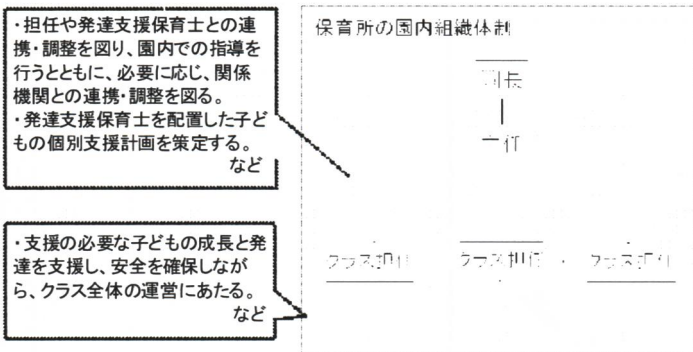 ・担任や発達支援保育士との連
携・調整を図り、園内での指導を
行うとともに、必要に応じ、関係
機関との連携・調整を図る。
・発達支援保育士を配置した子ど
もの個別支援計画を策定する。
など
・支援の必要な子どもの成長と発
達を支援し、安全を確保しなが
ら、クラス全体の運営にあたる。
など
保育所の園内組織体制
園長
主任
クラス担任 クラス担任 クラス担任